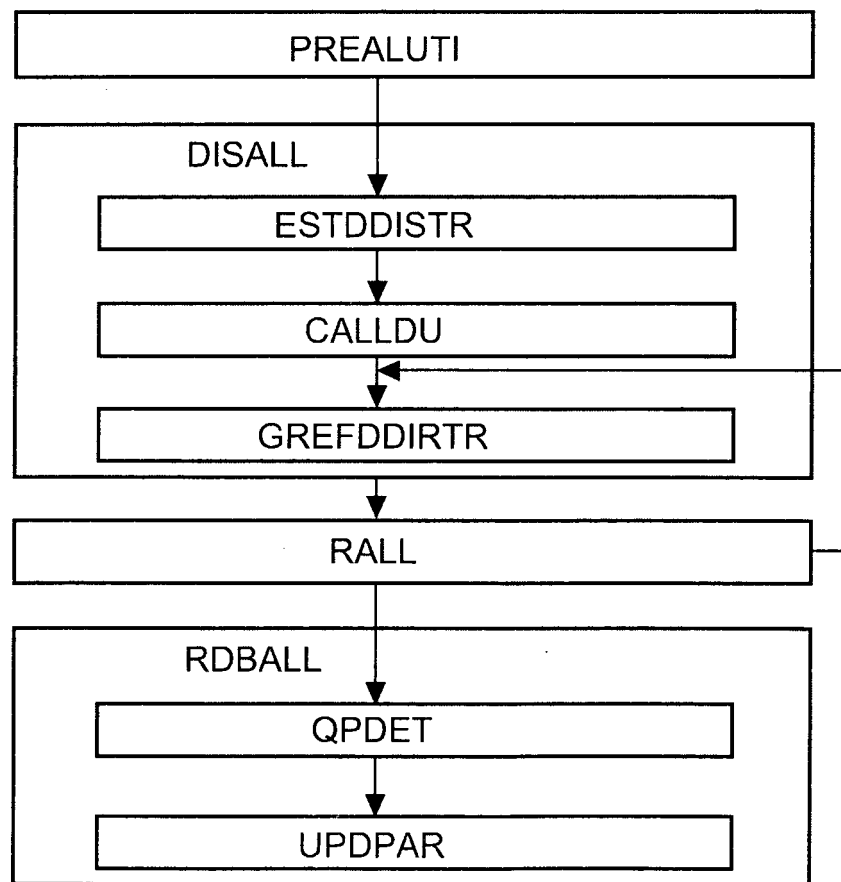 PREALUTI
DISALL
ESTDDISTR
CALLDU
GREFDDIRTR
RALL
RDBALL
QPDET
UPDPAR